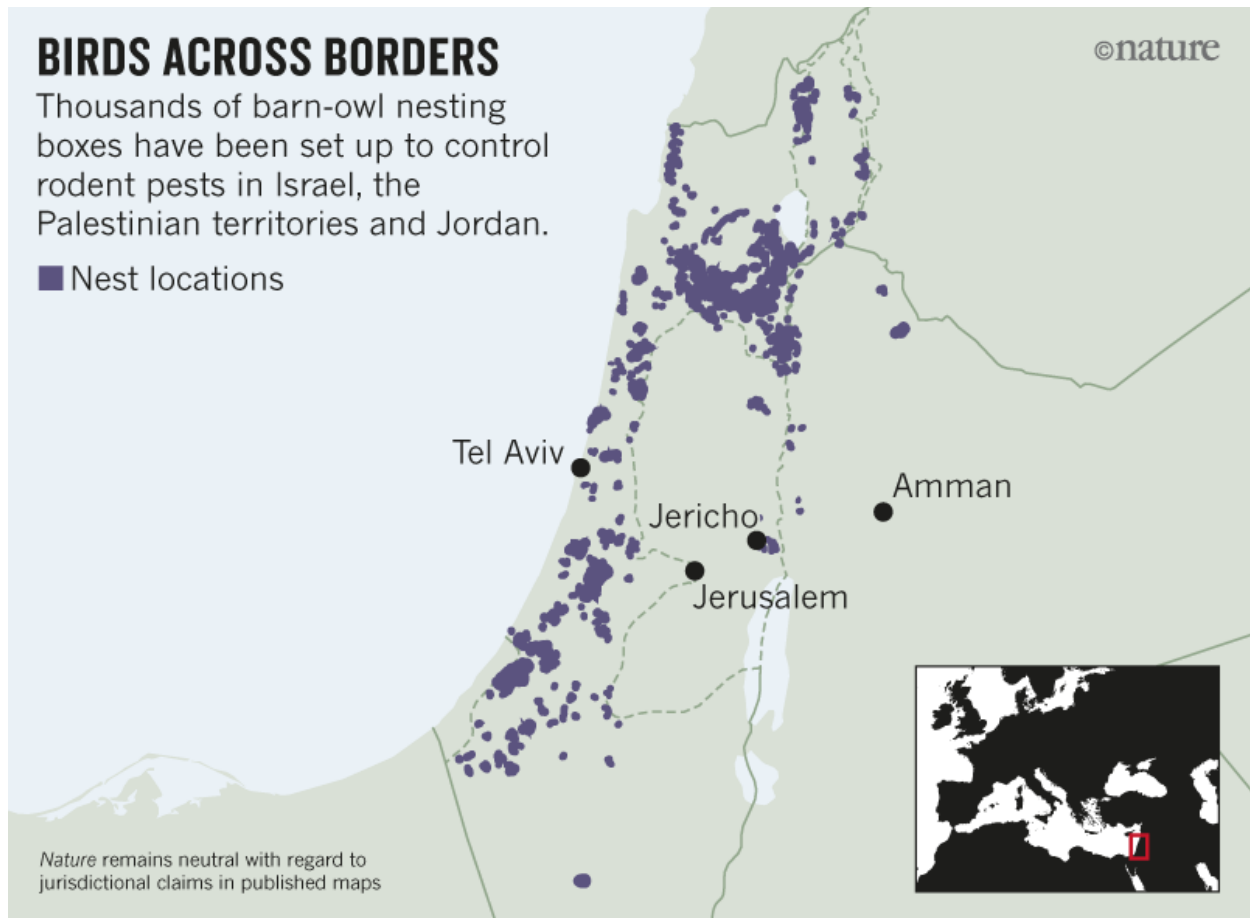 BIRDS ACROSS BORDERS
©nature
Thousands of barn-owl nesting
boxes have been set up to control
rodent pests in Israel, the
Palestinian territories and Jordan.
Nest locations
Tel Aviv
Amman
Jericho
Jerusalem
Nature remains neutral with regard to
jurisdictional claims in published maps